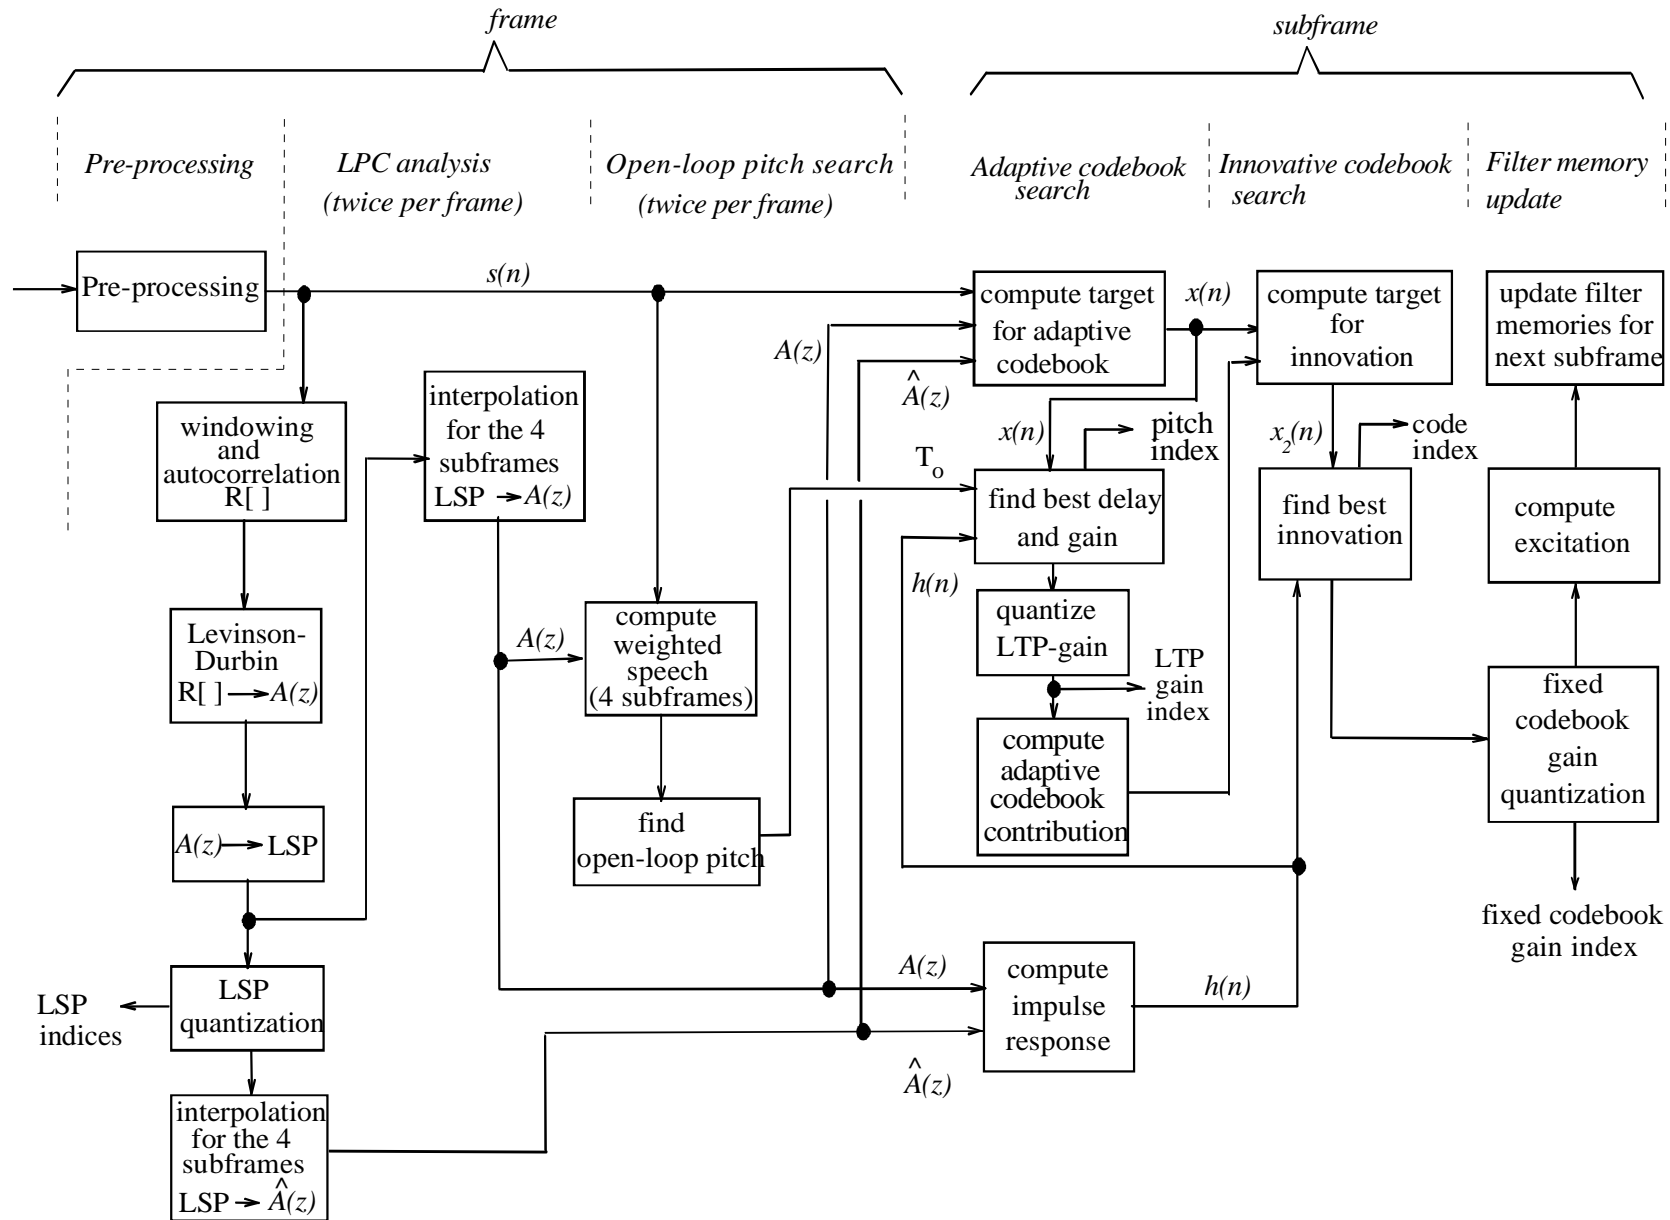 frame
subframe
Pre-processing
LPC analysis
(twice per frame)
Open-loop pitch search
(twice per frame)
Adaptive codebook
search
Innovative codebook
search
Filter memory
update
Pre-processing
s(n)
compute target
for adaptive
codebook
x(n)
compute target
for
innovation
update filter
memories for
next subframe
A(z)
Â(z)
windowing
and
autocorrelation
R[ ]
interpolation
for the 4
subframes
LSP → A(z)
x(n)
pitch
index
x₂(n)
code
index
T₀
find best delay
and gain
find best
innovation
compute
excitation
h(n)
Levinson-
Durbin
R[ ] → A(z)
A(z)
compute
weighted
speech
(4 subframes)
quantize
LTP-gain
LTP
gain
index
fixed
codebook
gain
quantization
compute
adaptive
codebook
contribution
find
open-loop pitch
A(z) → LSP
fixed codebook
gain index
LSP
quantization
LSP
indices
A(z)
compute
impulse
response
h(n)
Â(z)
interpolation
for the 4
subframes
LSP → Â(z)